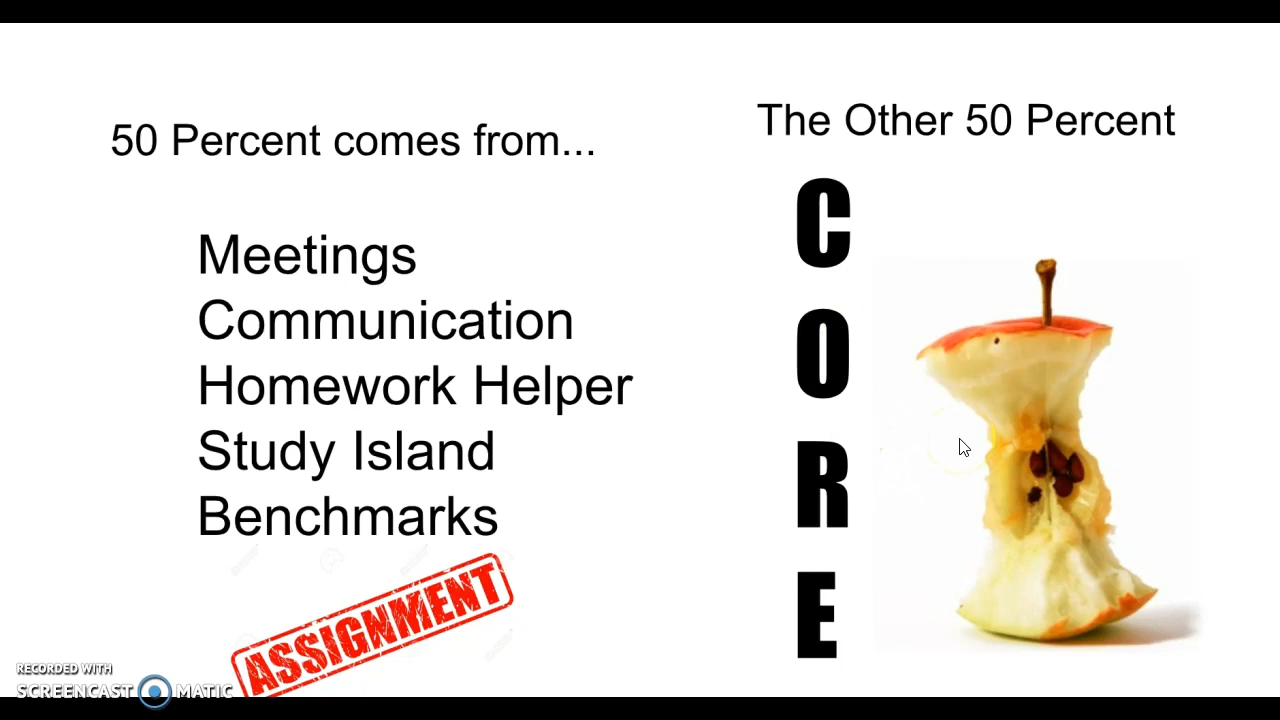 50 Percent comes from...
Meetings
Communication
Homework Helper
Study Island
Benchmarks
ASSIGNMENT
The Other 50 Percent
C
O
R
E
RECORDED WITH
SCREENCAST MATIC